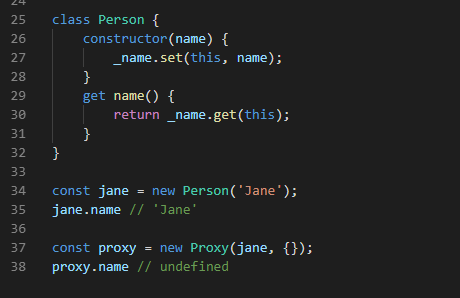 24
25 class Person {
26     constructor(name) {
27         _name.set(this, name);
28     }
29     get name() {
30         return _name.get(this);
31     }
32 }
33
34 const jane = new Person('Jane');
35 jane.name // 'Jane'
36
37 const proxy = new Proxy(jane, {});
38 proxy.name // undefined